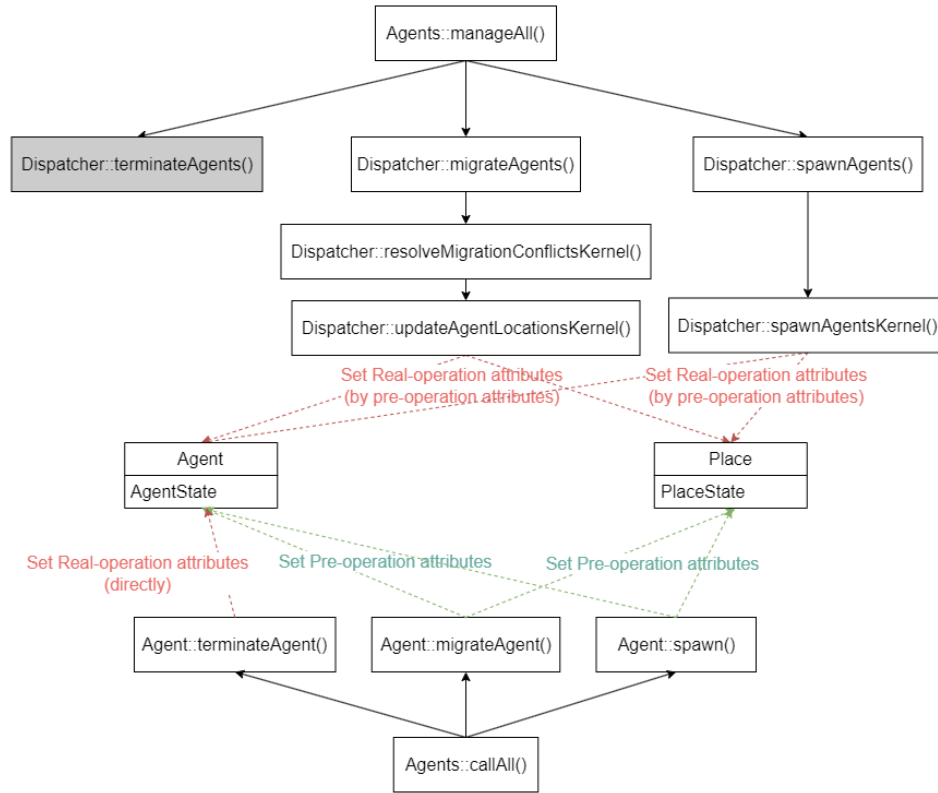 Agents::manageAll()
Dispatcher::terminateAgents()
Dispatcher::migrateAgents()
Dispatcher::spawnAgents()
Dispatcher::resolveMigrationConflictsKernel()
Dispatcher::updateAgentLocationsKernel()
Dispatcher::spawnAgentsKernel()
Set Real-operation attributes
(by pre-operation attributes)
Set Real-operation attributes
(by pre-operation attributes)
Agent
AgentState
Place
PlaceState
Set Real-operation attributes
(directly)
Set Pre-operation attributes
Set Pre-operation attributes
Agent::terminateAgent()
Agent::migrateAgent()
Agent::spawn()
Agents::callAll()